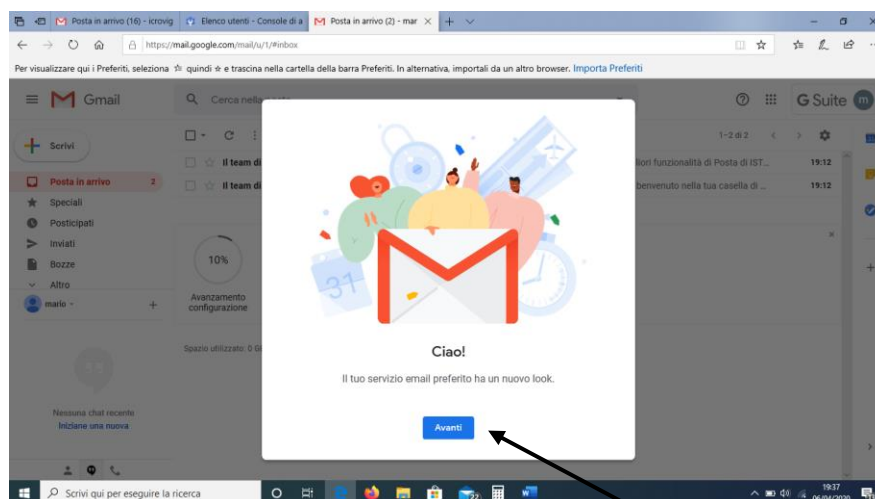 Posta in arrivo (16) - icrovig
Elenco utenti - Console di a
Posta in arrivo (2) - mar
https://mail.google.com/mail/u/1/#inbox
Per visualizzare qui i Preferiti, seleziona quindi e trascina nella cartella della barra Preferiti. In alternativa, importali da un altro browser. Importa Preferiti
Gmail
Cerca nella
G Suite
m
Scrivi
1–2 di 2
Posta in arrivo 2
Il team di
liori funzionalità di Posta di IST...
19:12
Speciali
Il team di
benvenuto nella tua casella di ...
19:12
Posticipati
Inviati
Bozze
Altro
mario
10%
Avanzamento
configurazione
31
Spazio utilizzato: 0
Ciao!
Il tuo servizio email preferito ha un nuovo look.
Avanti
Nessuna chat recente
Iniziane una nuova
Scrivi qui per eseguire la ricerca
19:37
06/04/2020